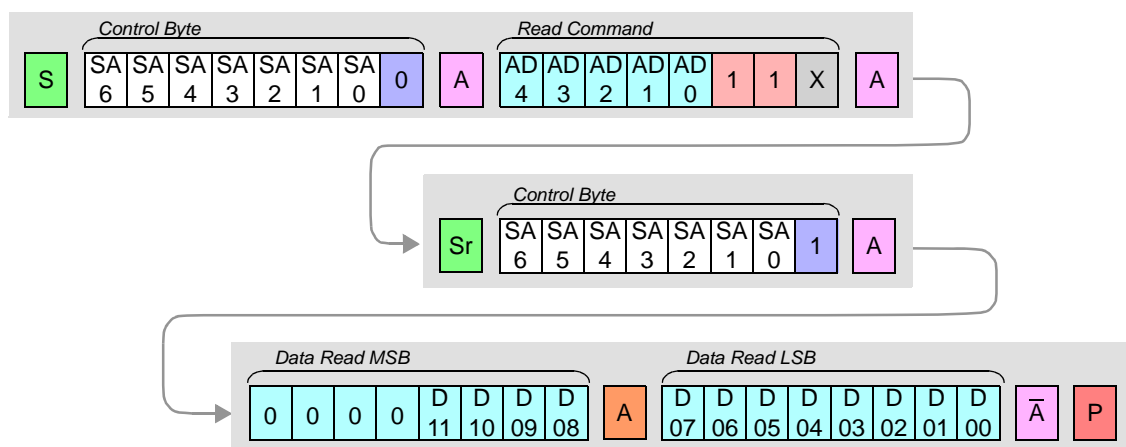 Control Byte Read Command
S SA 6 SA 5 SA 4 SA 3 SA 2 SA 1 SA 0 0 A AD 4 AD 3 AD 2 AD 1 AD 0 1 1 X A
Control Byte
Sr SA 6 SA 5 SA 4 SA 3 SA 2 SA 1 SA 0 1 A
Data Read MSB Data Read LSB
0 0 0 0 D 11 D 10 D 09 D 08 A D 07 D 06 D 05 D 04 D 03 D 02 D 01 D 00 A̅ P